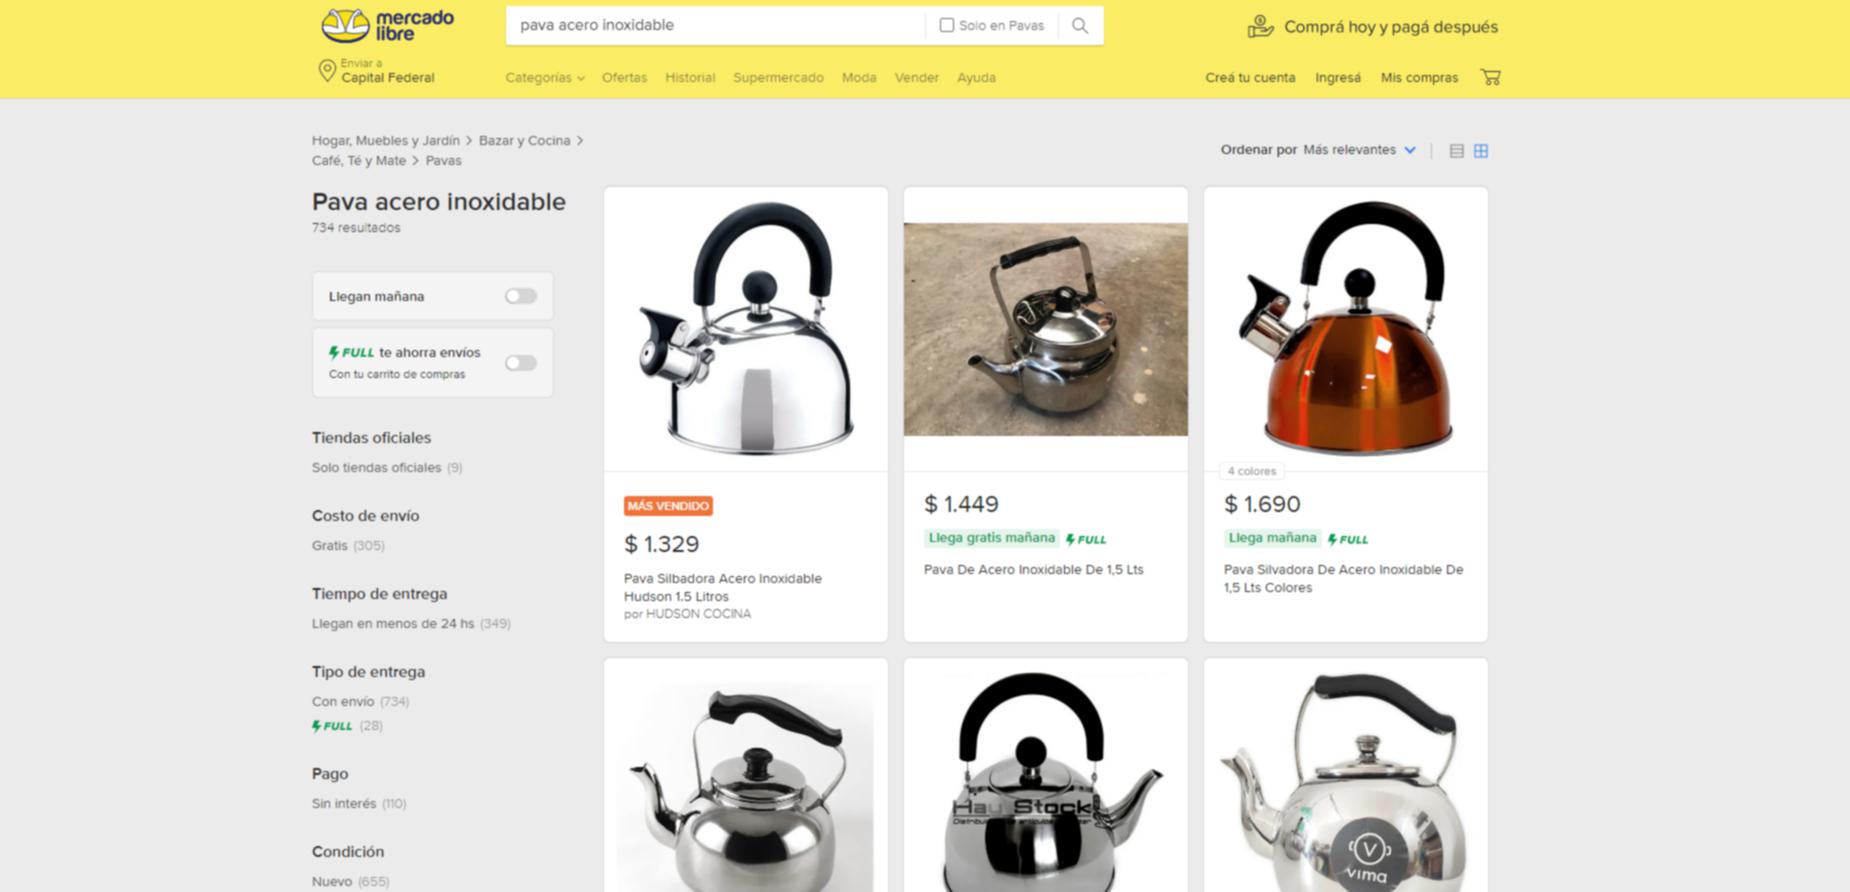 mercado
libre
pava acero inoxidable
Solo en Pavas
Comprá hoy y pagá después
Enviar a
Capital Federal
Categorías
Ofertas
Historial
Supermercado
Moda
Vender
Ayuda
Creá tu cuenta
Ingresá
Mis compras
Hogar, Muebles y Jardín > Bazar y Cocina >
Café, Té y Mate > Pavas
Ordenar por Más relevantes
Pava acero inoxidable
734 resultados
Llegan mañana
FULL te ahorra envíos
Con tu carrito de compras
Tiendas oficiales
Solo tiendas oficiales (9)
Costo de envío
Gratis (305)
Tiempo de entrega
Llegan en menos de 24 hs (349)
Tipo de entrega
Con envío (734)
FULL (28)
Pago
Sin interés (110)
Condición
Nuevo (655)
MÁS VENDIDO
$ 1.329
Pava Silbadora Acero Inoxidable
Hudson 1.5 Litros
por HUDSON COCINA
$ 1.449
Llega gratis mañana FULL
Pava De Acero Inoxidable De 1,5 Lts
4 colores
$ 1.690
Llega mañana FULL
Pava Silvadora De Acero Inoxidable De
1,5 Lts Colores
Hau Stock
vima